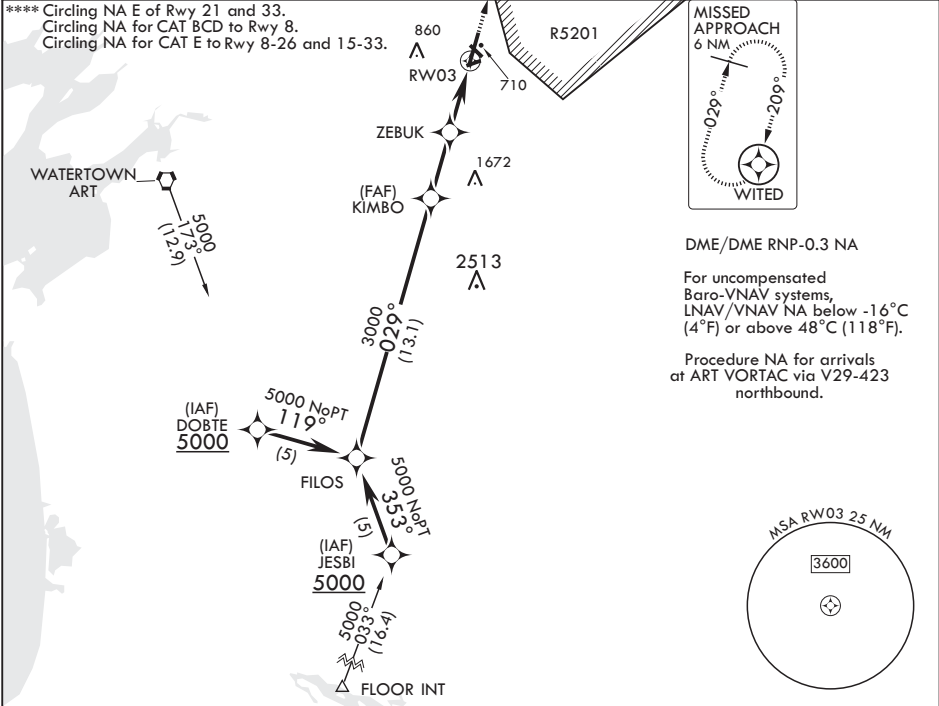 **** Circling NA E of Rwy 21 and 33.
Circling NA for CAT BCD to Rwy 8.
Circling NA for CAT E to Rwy 8-26 and 15-33.
860
RW03
710
R5201
MISSED
APPROACH
6 NM
029°
209°
WITED
ZEBUK
1672
(FAF)
KIMBO
WATERTOWN
ART
5000
173°
(12.9)
2513
DME/DME RNP-0.3 NA
For uncompensated
Baro-VNAV systems,
LNAV/VNAV NA below -16°C
(4°F) or above 48°C (118°F).
Procedure NA for arrivals
at ART VORTAC via V29-423
northbound.
3000
029°
(13.1)
(IAF)
DOBTE
5000
5000 NoPT
119°
(5)
FILOS
5000 NoPT
353°
(5)
(IAF)
JESBI
5000
5000
033°
(16.4)
FLOOR INT
MSA RW03 25 NM
3600